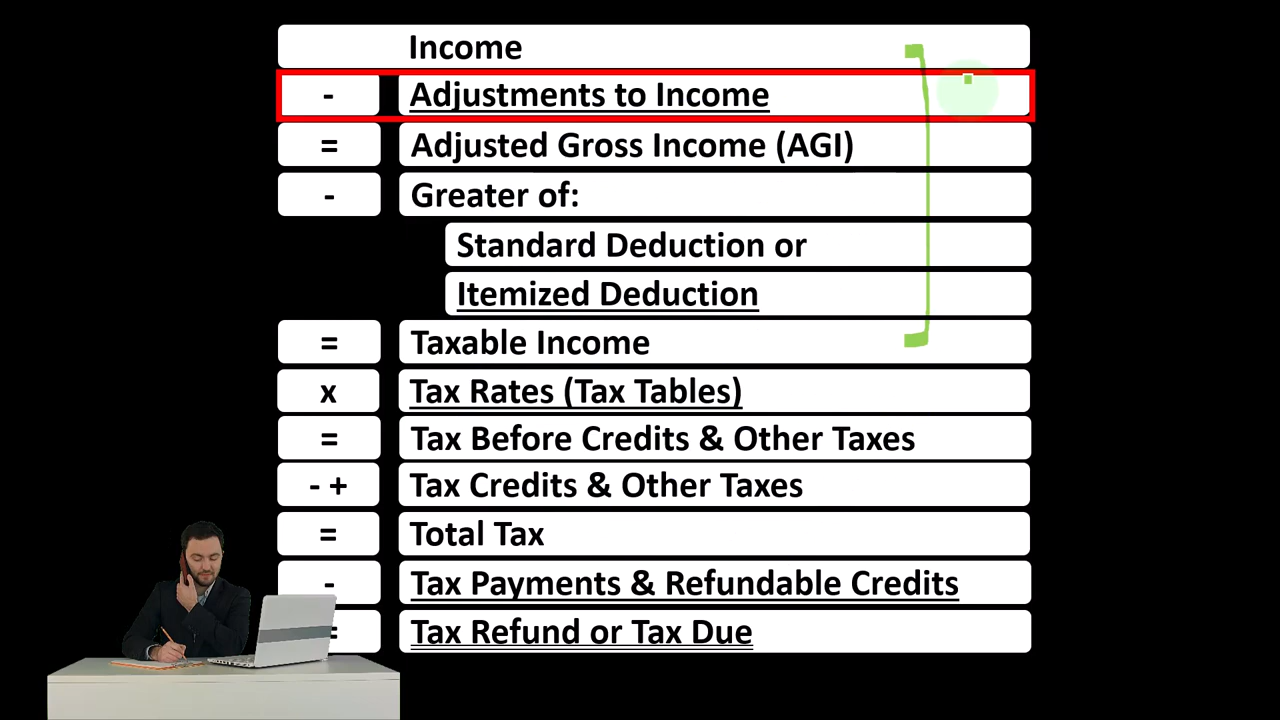 Income
- Adjustments to Income
= Adjusted Gross Income (AGI)
- Greater of:
Standard Deduction or
Itemized Deduction
= Taxable Income
x Tax Rates (Tax Tables)
= Tax Before Credits & Other Taxes
- + Tax Credits & Other Taxes
= Total Tax
- Tax Payments & Refundable Credits
= Tax Refund or Tax Due